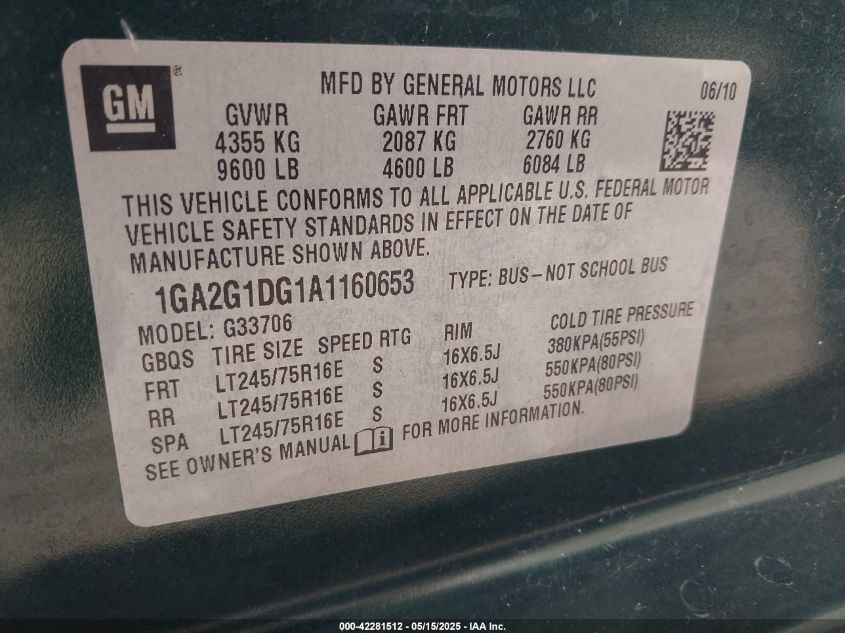 GM®
MFD BY GENERAL MOTORS LLC 06/10
GVWR GAWR FRT GAWR RR
4355 KG 2087 KG 2760 KG
9600 LB 4600 LB 6084 LB
THIS VEHICLE CONFORMS TO ALL APPLICABLE U.S. FEDERAL MOTOR
VEHICLE SAFETY STANDARDS IN EFFECT ON THE DATE OF
MANUFACTURE SHOWN ABOVE.
1GA2G1DG1A1160653 TYPE: BUS-NOT SCHOOL BUS
MODEL: G33706
GBQS TIRE SIZE SPEED RTG RIM COLD TIRE PRESSURE
FRT LT245/75R16E S 16X6.5J 380KPA(55PSI)
RR LT245/75R16E S 16X6.5J 550KPA(80PSI)
SPA LT245/75R16E S 16X6.5J 550KPA(80PSI)
SEE OWNER'S MANUAL FOR MORE INFORMATION.
000-42281512 - 05/15/2025 - IAA Inc.